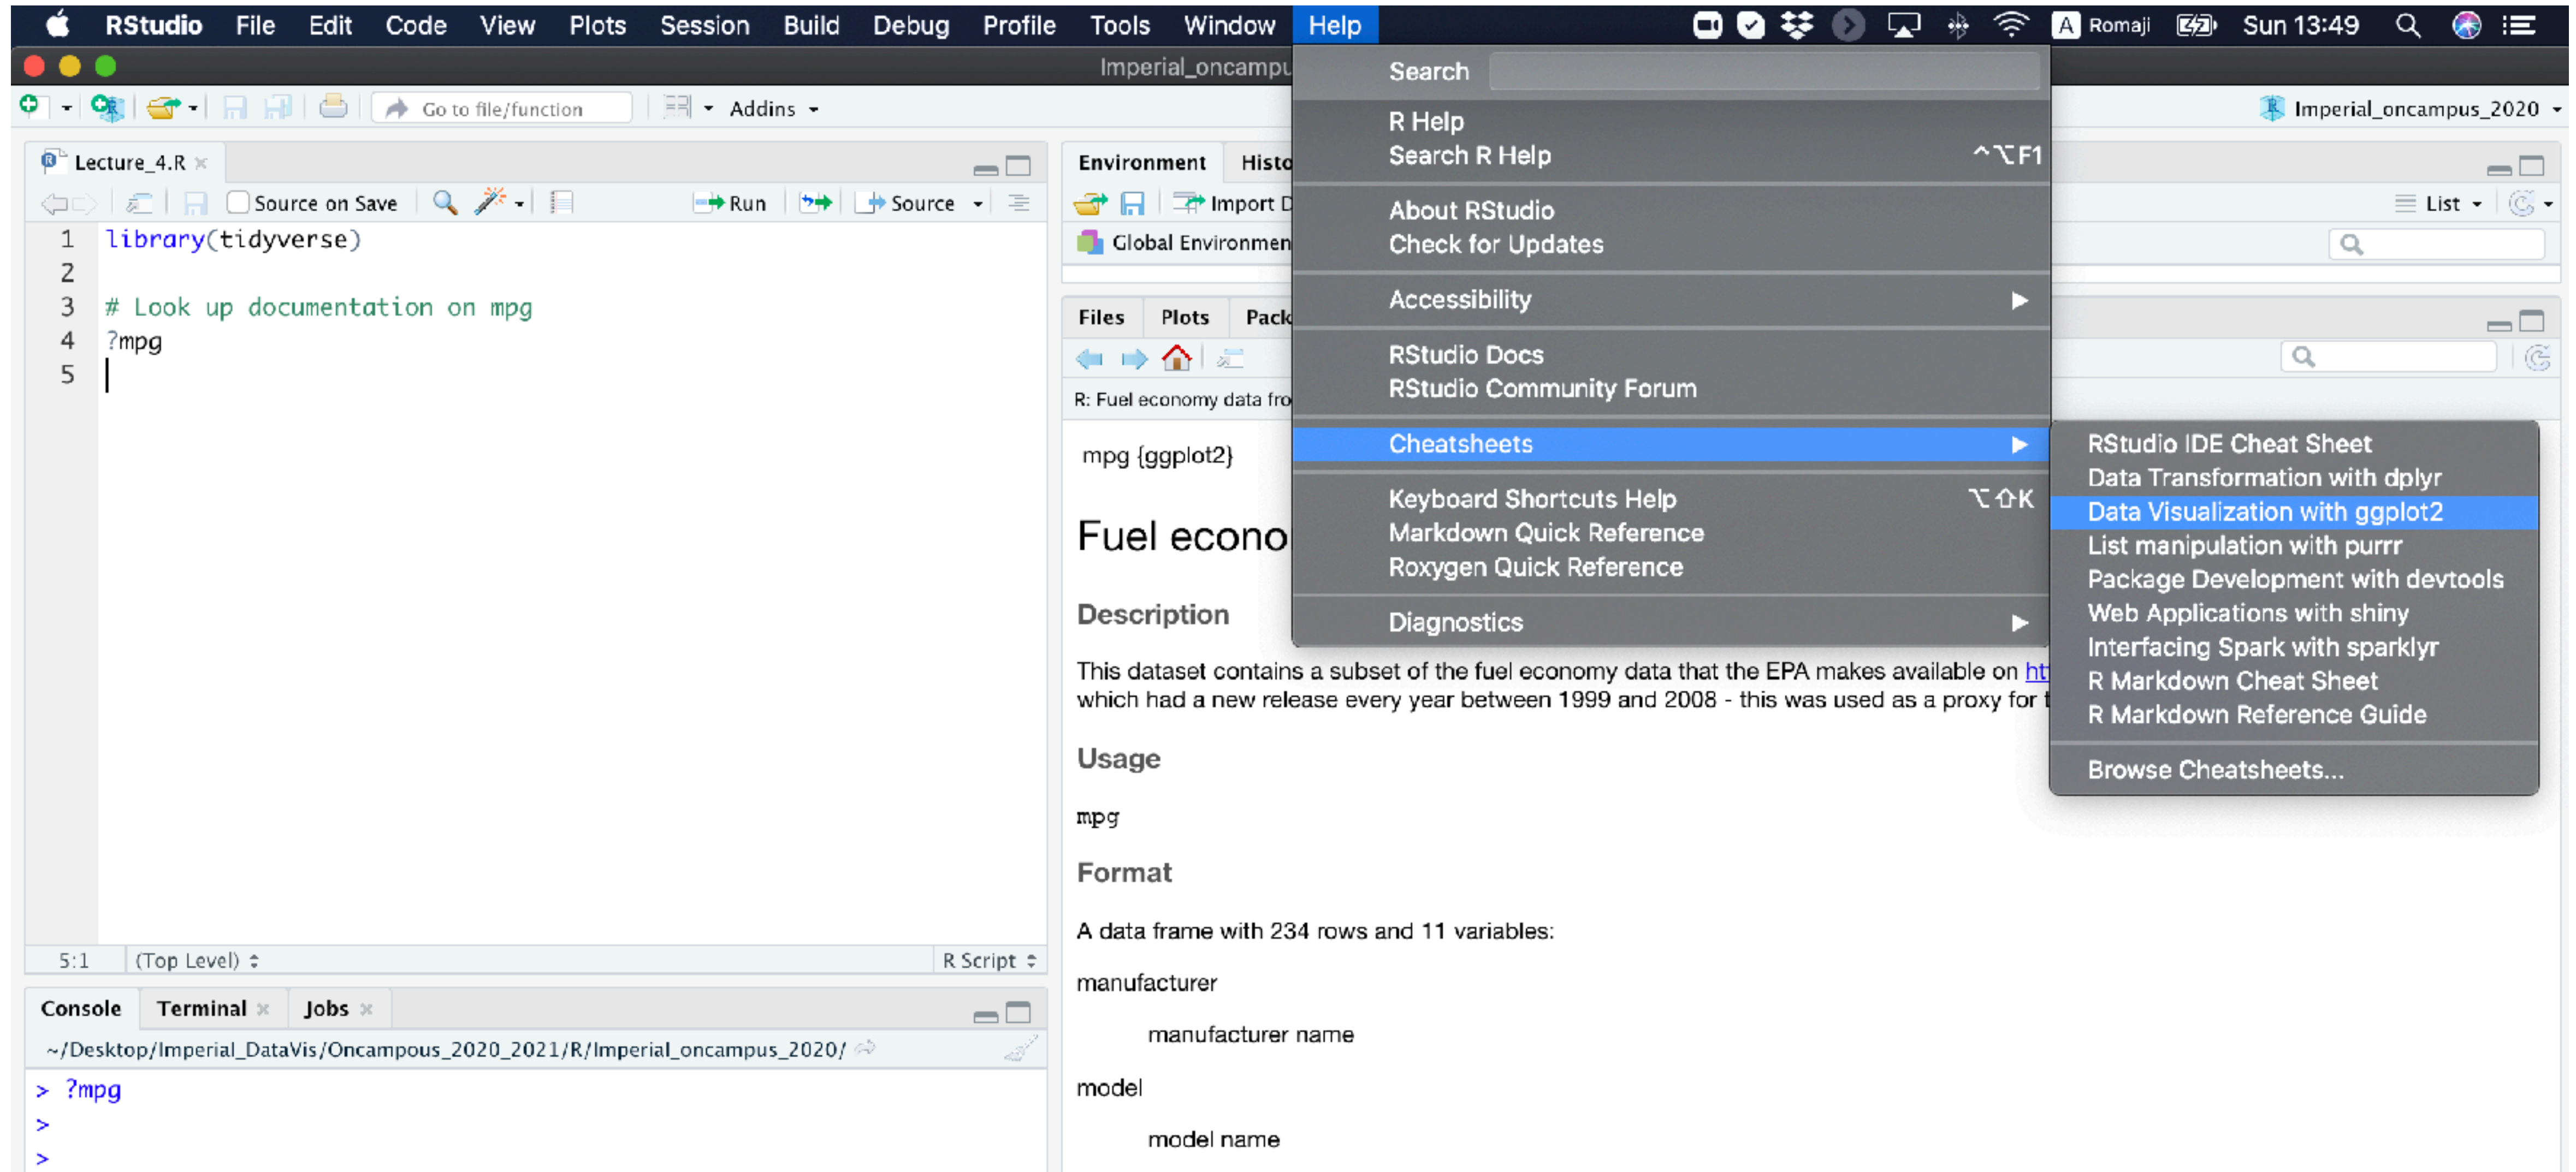 RStudio File Edit Code View Plots Session Build Debug Profile Tools Window Help A Romaji Sun 13:49
Imperial_oncampu
Go to file/function Addins Imperial_oncampus_2020
Lecture_4.R
Source on Save Run Source
1 library(tidyverse)
2
3 # Look up documentation on mpg
4 ?mpg
5
5:1 (Top Level) R Script
Console Terminal Jobs
~/Desktop/Imperial_DataVis/Oncampous_2020_2021/R/Imperial_oncampus_2020/
> ?mpg
>
>
Environment Histo
Import D List
Global Environmen
Files Plots Pack
R: Fuel economy data fro
mpg {ggplot2}
Fuel econo
Description
This dataset contains a subset of the fuel economy data that the EPA makes available on htt
which had a new release every year between 1999 and 2008 - this was used as a proxy for t
Usage
mpg
Format
A data frame with 234 rows and 11 variables:
manufacturer
manufacturer name
model
model name
Search
R Help
Search R Help ^⌥F1
About RStudio
Check for Updates
Accessibility
RStudio Docs
RStudio Community Forum
Cheatsheets
Keyboard Shortcuts Help ⌥⇧K
Markdown Quick Reference
Roxygen Quick Reference
Diagnostics
RStudio IDE Cheat Sheet
Data Transformation with dplyr
Data Visualization with ggplot2
List manipulation with purrr
Package Development with devtools
Web Applications with shiny
Interfacing Spark with sparklyr
R Markdown Cheat Sheet
R Markdown Reference Guide
Browse Cheatsheets...